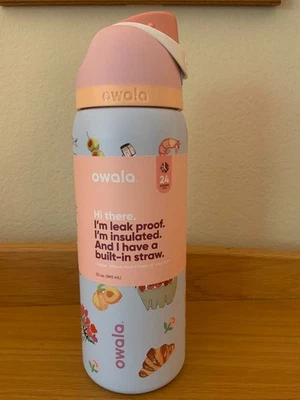 owala
owala
24
Hi there.
I'm leak proof.
I'm insulated.
And I have a
built-in straw.
owala